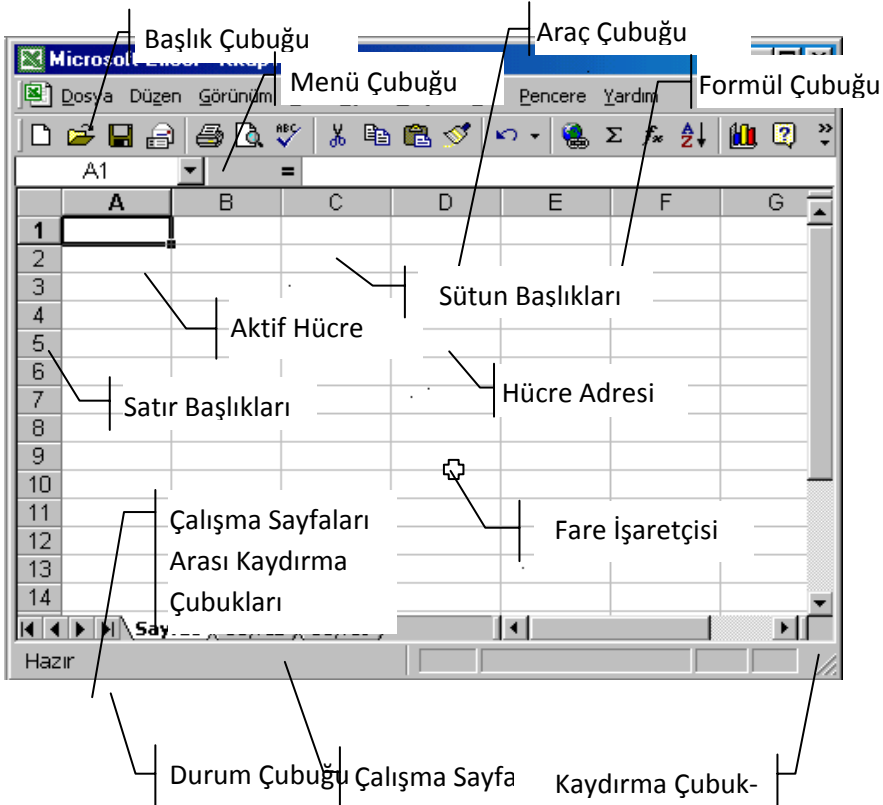 Başlık Çubuğu
Araç Çubuğu
Microsoft
Menü Çubuğu
Formül Çubuğu
Dosya Düzen Görünüm Pencere Yardım
A1 =
A B C D E F G
1
2
3
Sütun Başlıkları
4
Aktif Hücre
5
6
Hücre Adresi
7
Satır Başlıkları
8
9
10
11
Çalışma Sayfaları
Fare İşaretçisi
12
Arası Kaydırma
13
14
Çubukları
Hazır
Durum Çubuğu
Çalışma Sayfa
Kaydırma Çubuk-